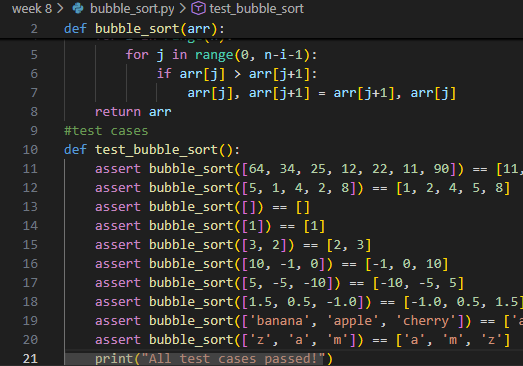 week 8 > bubble_sort.py > test_bubble_sort
2 def bubble_sort(arr):
5 for j in range(0, n-i-1):
6 if arr[j] > arr[j+1]:
7 arr[j], arr[j+1] = arr[j+1], arr[j]
8 return arr
9 #test cases
10 def test_bubble_sort():
11 assert bubble_sort([64, 34, 25, 12, 22, 11, 90]) == [11,
12 assert bubble_sort([5, 1, 4, 2, 8]) == [1, 2, 4, 5, 8]
13 assert bubble_sort([]) == []
14 assert bubble_sort([1]) == [1]
15 assert bubble_sort([3, 2]) == [2, 3]
16 assert bubble_sort([10, -1, 0]) == [-1, 0, 10]
17 assert bubble_sort([5, -5, -10]) == [-10, -5, 5]
18 assert bubble_sort([1.5, 0.5, -1.0]) == [-1.0, 0.5, 1.5]
19 assert bubble_sort(['banana', 'apple', 'cherry']) == ['a
20 assert bubble_sort(['z', 'a', 'm']) == ['a', 'm', 'z']
21 print("All test cases passed!")